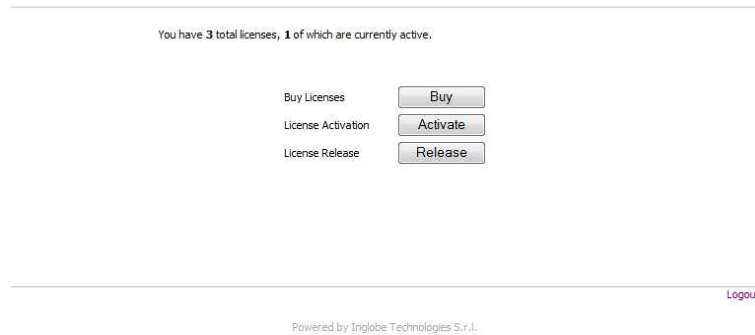 You have 3 total licenses, 1 of which are currently active.
Buy Licenses Buy
License Activation Activate
License Release Release
Logou
Powered by Inglobe Technologies S.r.l.